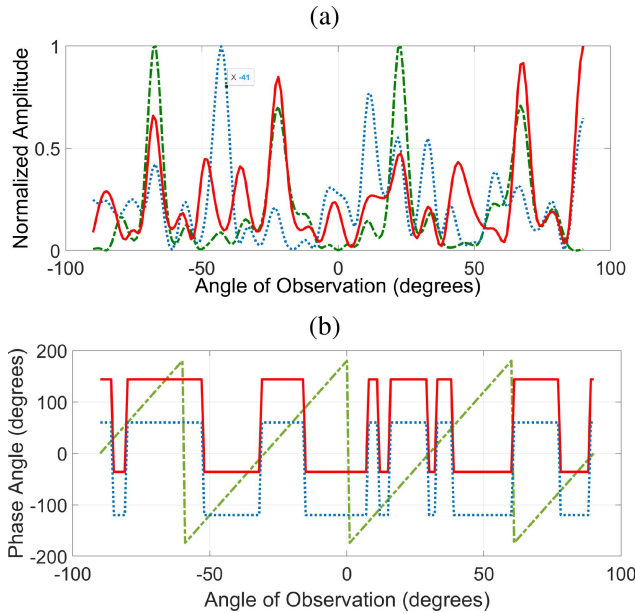 (a)
Normalized Amplitude
1
0.5
0
X -41
-100
-50
0
50
100
Angle of Observation (degrees)
(b)
Phase Angle (degrees)
200
100
0
-100
-200
-100
-50
0
50
100
Angle of Observation (degrees)